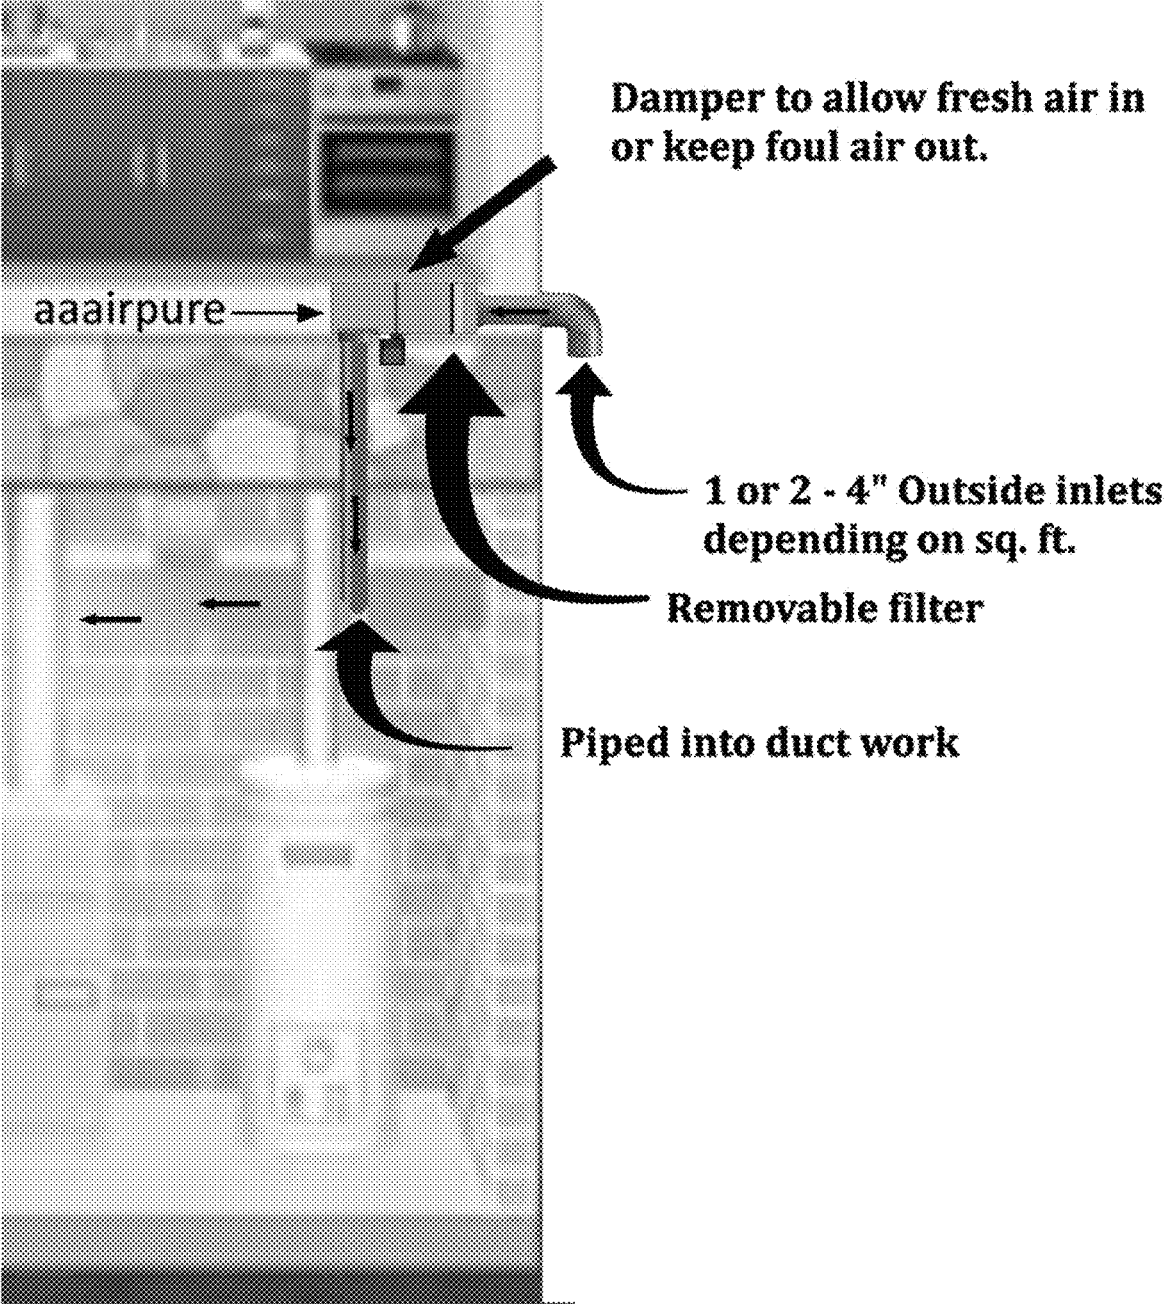 Damper to allow fresh air in
or keep foul air out.
aaairpure
1 or 2 - 4" Outside inlets
depending on sq. ft.
Removable filter
Piped into duct work